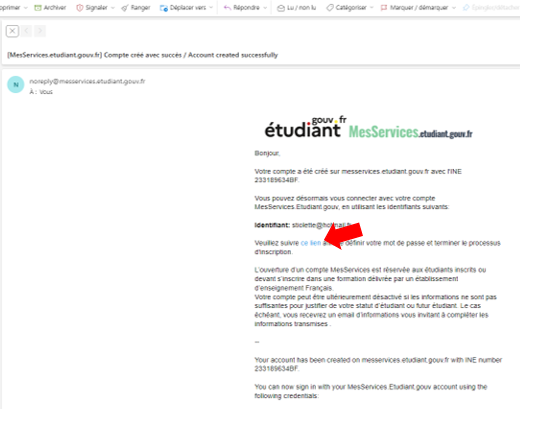 Archiver Signaler Ranger Déplacer vers Répondre Lu / non lu Catégoriser Marquer / démarquer
[MesServices.etudiant.gouv.fr] Compte créé avec succès / Account created successfully
N
noreply@messervices.etudiant.gouv.fr
À : Vous
gouv.fr
étudiant MesServices.etudiant.gouv.fr
Bonjour,
Votre compte a été créé sur messervices.etudiant.gouv.fr avec l'INE
233189634BF.
Vous pouvez désormais vous connecter avec votre compte
MesServices.Etudiant.gouv, en utilisant les identifiants suivants:
Identifiant:
Veuillez suivre ce lien définir votre mot de passe et terminer le processus
d'inscription.
L'ouverture d'un compte MesServices est réservée aux étudiants inscrits ou
devant s'inscrire dans une formation délivrée par un établissement
d'enseignement Français.
Votre compte peut être ultérieurement désactivé si les informations ne sont pas
suffisantes pour justifier de votre statut d'étudiant ou futur étudiant. Le cas
échéant, vous recevrez un email d'informations vous invitant à compléter les
informations transmises .
--
Your account has been created on messervices.etudiant.gouv.fr with INE number
233189634BF.
You can now sign in with your MesServices.Etudiant.gouv account using the
following credentials: